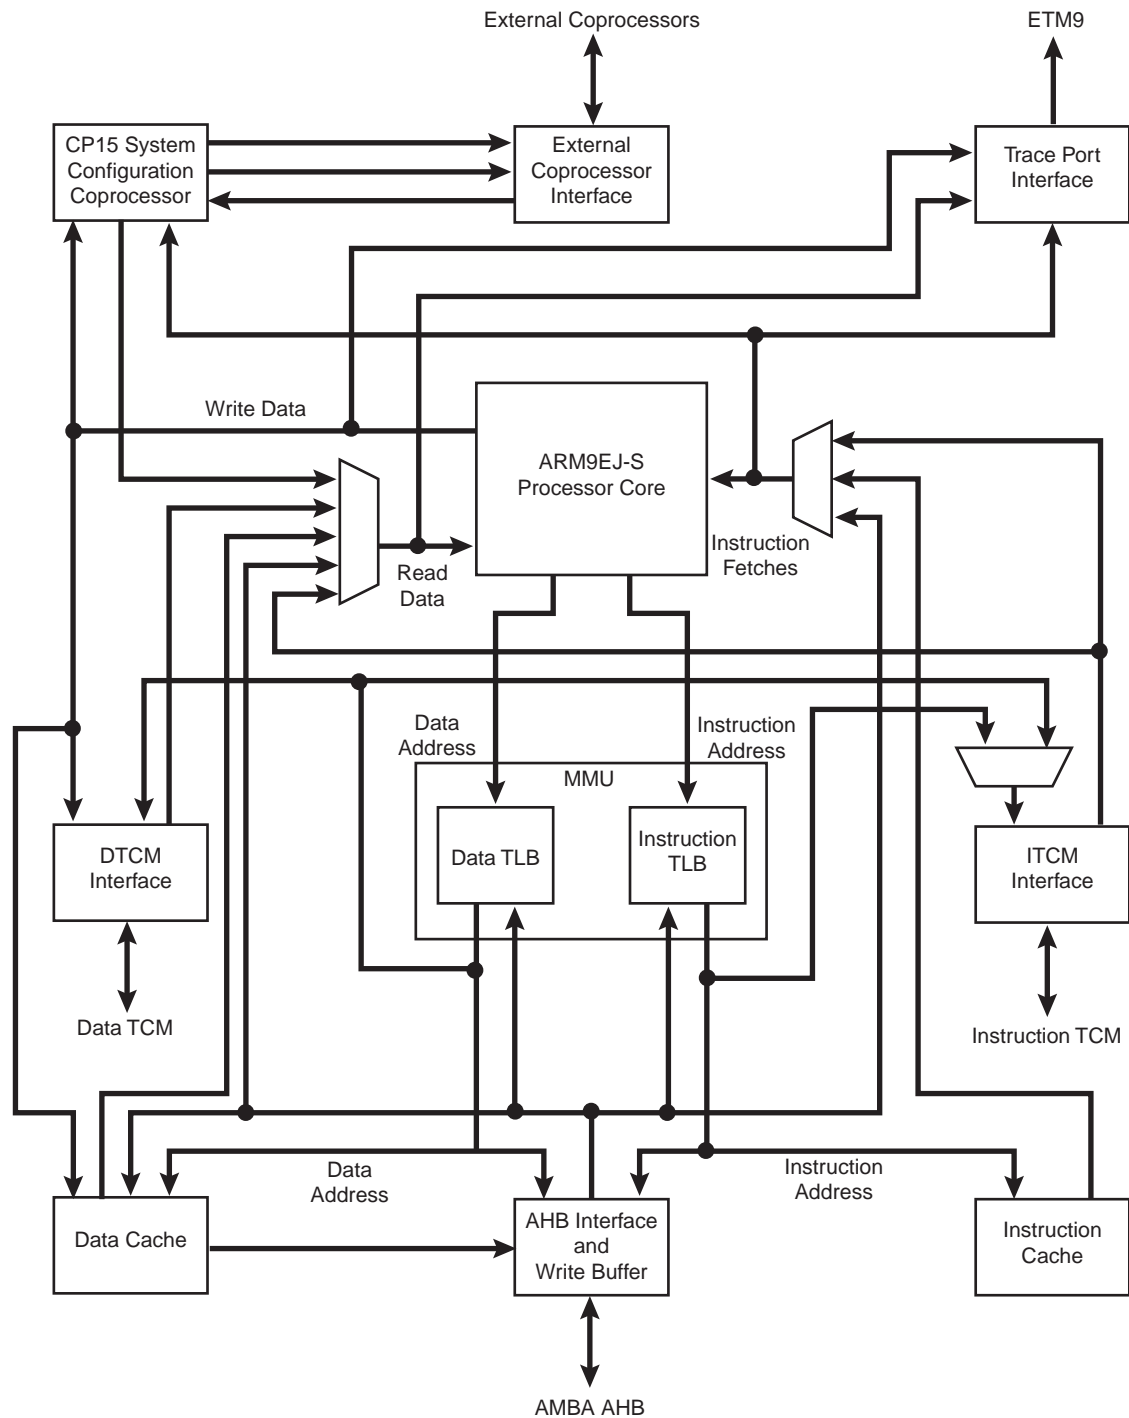 External Coprocessors
ETM9
CP15 System
Configuration
Coprocessor
External
Coprocessor
Interface
Trace Port
Interface
Write Data
ARM9EJ-S
Processor Core
Instruction
Fetches
Read
Data
Data
Address
Instruction
Address
MMU
Data TLB
Instruction
TLB
DTCM
Interface
ITCM
Interface
Data TCM
Instruction TCM
Data
Address
Instruction
Address
Data Cache
AHB Interface
and
Write Buffer
Instruction
Cache
AMBA AHB